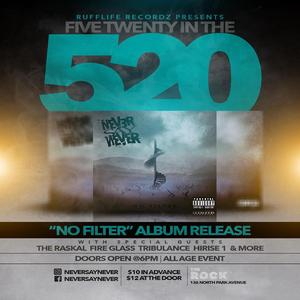 RUFFLIFE RECORDZ PRESENTS
FIVE TWENTY IN THE
520
NEVER SAY NEVER
"NO FILTER" ALBUM RELEASE
WITH SPECIAL GUESTS
THE RASKAL FIRE GLASS TRIBULANCE HIRISE 1 & MORE
DOORS OPEN @6PM | ALL AGE EVENT
NEVERSAYNEVER
NEVERSAYNEVER
$10 IN ADVANCE
$12 AT THE DOOR
THE
ROCK
136 NORTH PARK AVENUE